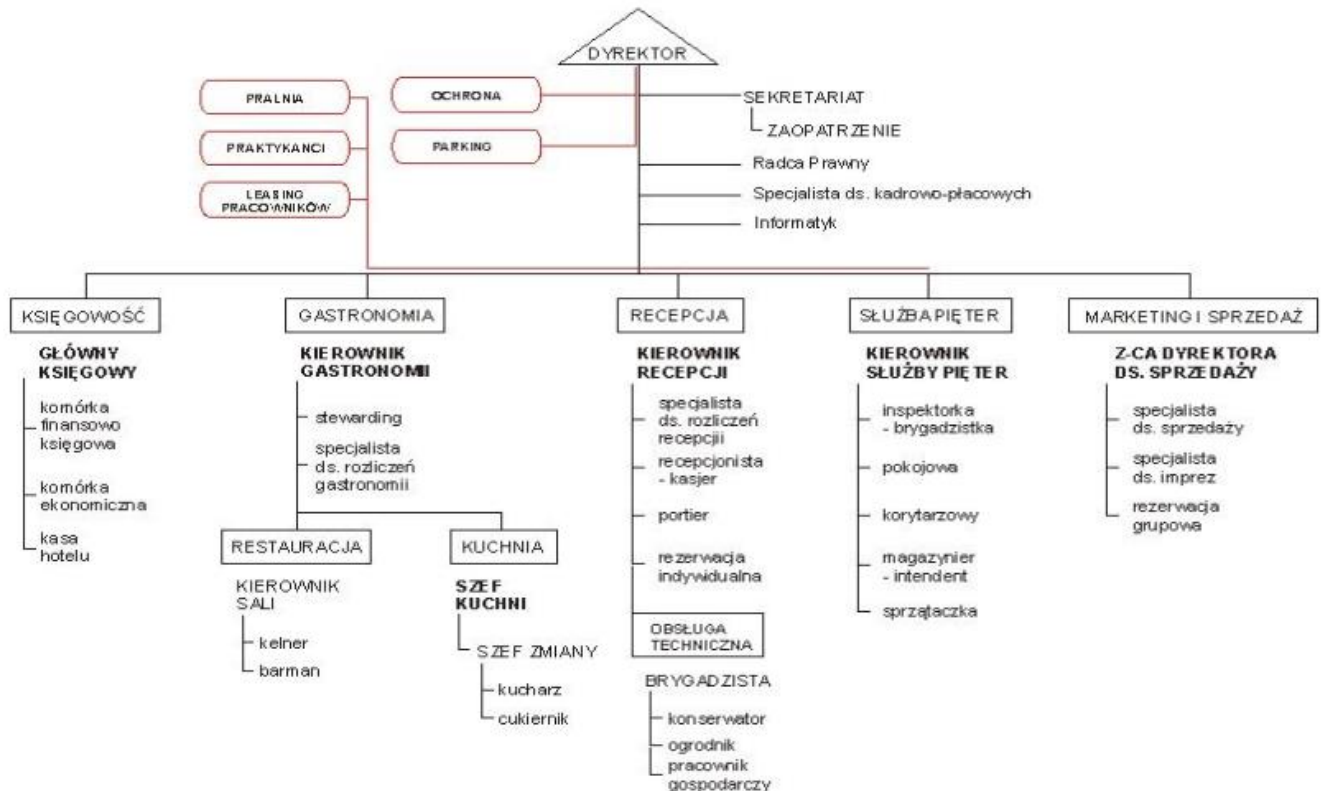 DYREKTOR
PRALNIA
PRAKTYKANCI
LEASING
PRACOWNIKÓW
OCHRONA
PARKING
SEKRETARIAT
ZAOPATRZENIE
Radca Prawny
Specjalista ds. kadrowo-płacowych
Informatyk
KSIĘGOWOŚĆ
GŁÓWNY
KSIĘGOWY
komórka
finansowo
księgowa
komórka
ekonomiczna
kasa
hotelu
GASTRONOMIA
KIEROWNIK
GASTRONOMII
stewarding
specjalista
ds. rozliczeń
gastronomii
RESTAURACJA
KIEROWNIK
SALI
kelner
barman
KUCHNIA
SZEF
KUCHNI
SZEF ZMIANY
kucharz
cukiernik
RECEPCJA
KIEROWNIK
RECEPCJI
specjalista
ds. rozliczeń
recepcjii
recepcjonista
- kasjer
portier
rezerwacja
indywidualna
OBSŁUGA
TECHNICZNA
BRYGADZISTA
konserwator
ogrodnik
pracownik
gospodarczy
SŁUŻBA PIĘTER
KIEROWNIK
SŁUŻBY PIĘTER
inspektorka
- brygadzistka
pokojowa
korytarzowy
magazynier
- intendent
sprzątaczka
MARKETING I SPRZEDAŻ
Z-CA DYREKTORA
DS. SPRZEDAŻY
specjalista
ds. sprzedaży
specjalista
ds. imprez
rezerwacja
grupowa